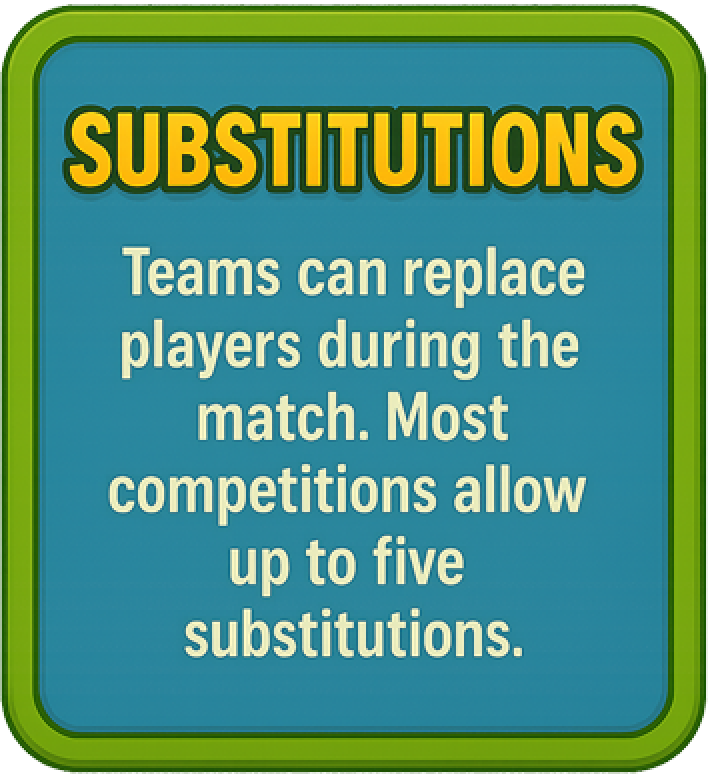 SUBSTITUTIONS
Teams can replace
players during the
match. Most
competitions allow
up to five
substitutions.